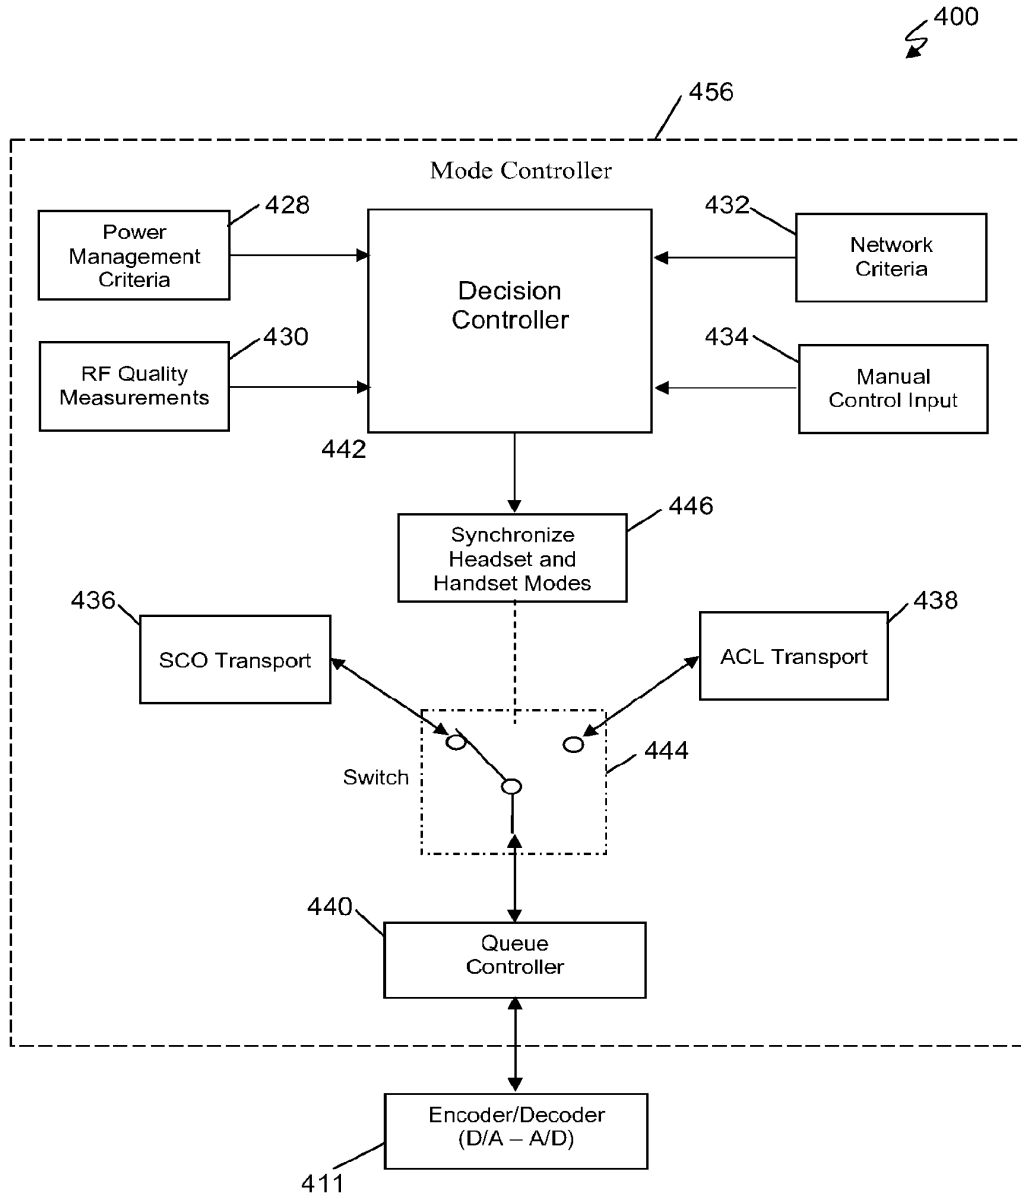 400
456
Mode Controller
428
Power
Management
Criteria
432
Network
Criteria
Decision
Controller
430
RF Quality
Measurements
434
Manual
Control Input
442
446
Synchronize
Headset and
Handset Modes
436
SCO Transport
438
ACL Transport
444
Switch
440
Queue
Controller
Encoder/Decoder
(D/A – A/D)
411